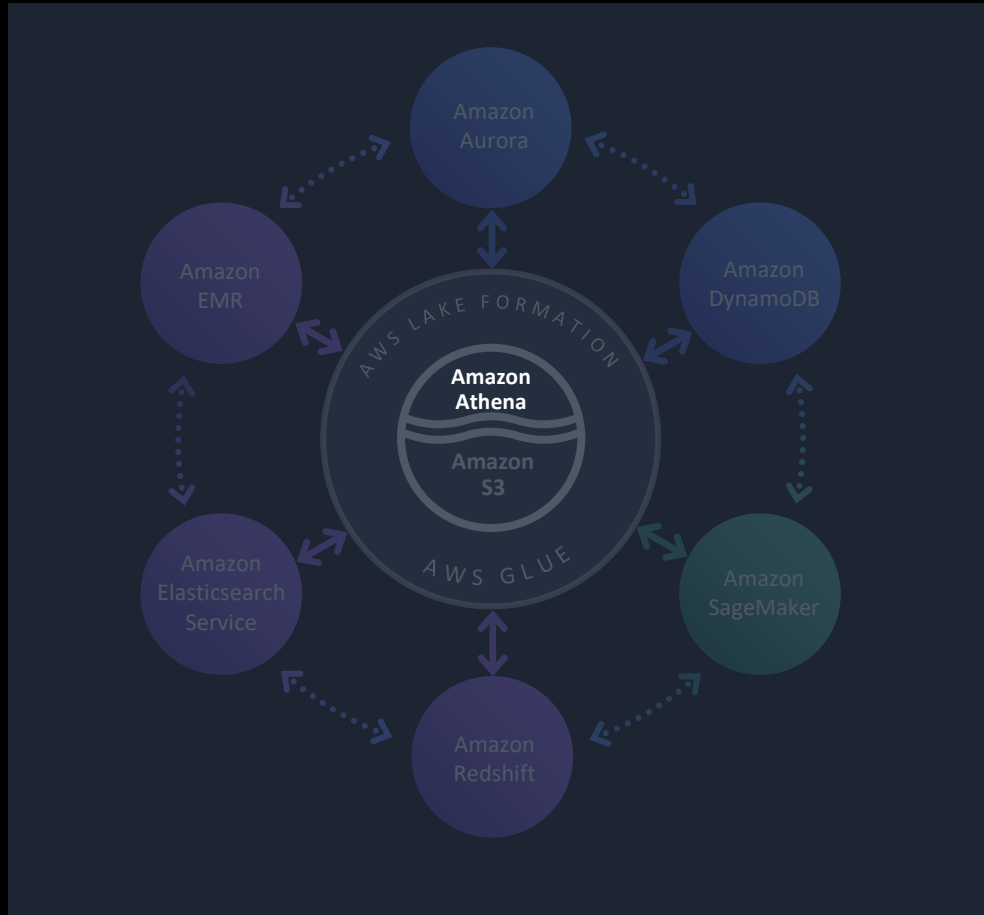 Amazon
Aurora
Amazon
EMR
Amazon
DynamoDB
AWS LAKE FORMATION
Amazon
Athena
Amazon
S3
AWS GLUE
Amazon
Elasticsearch
Service
Amazon
SageMaker
Amazon
Redshift